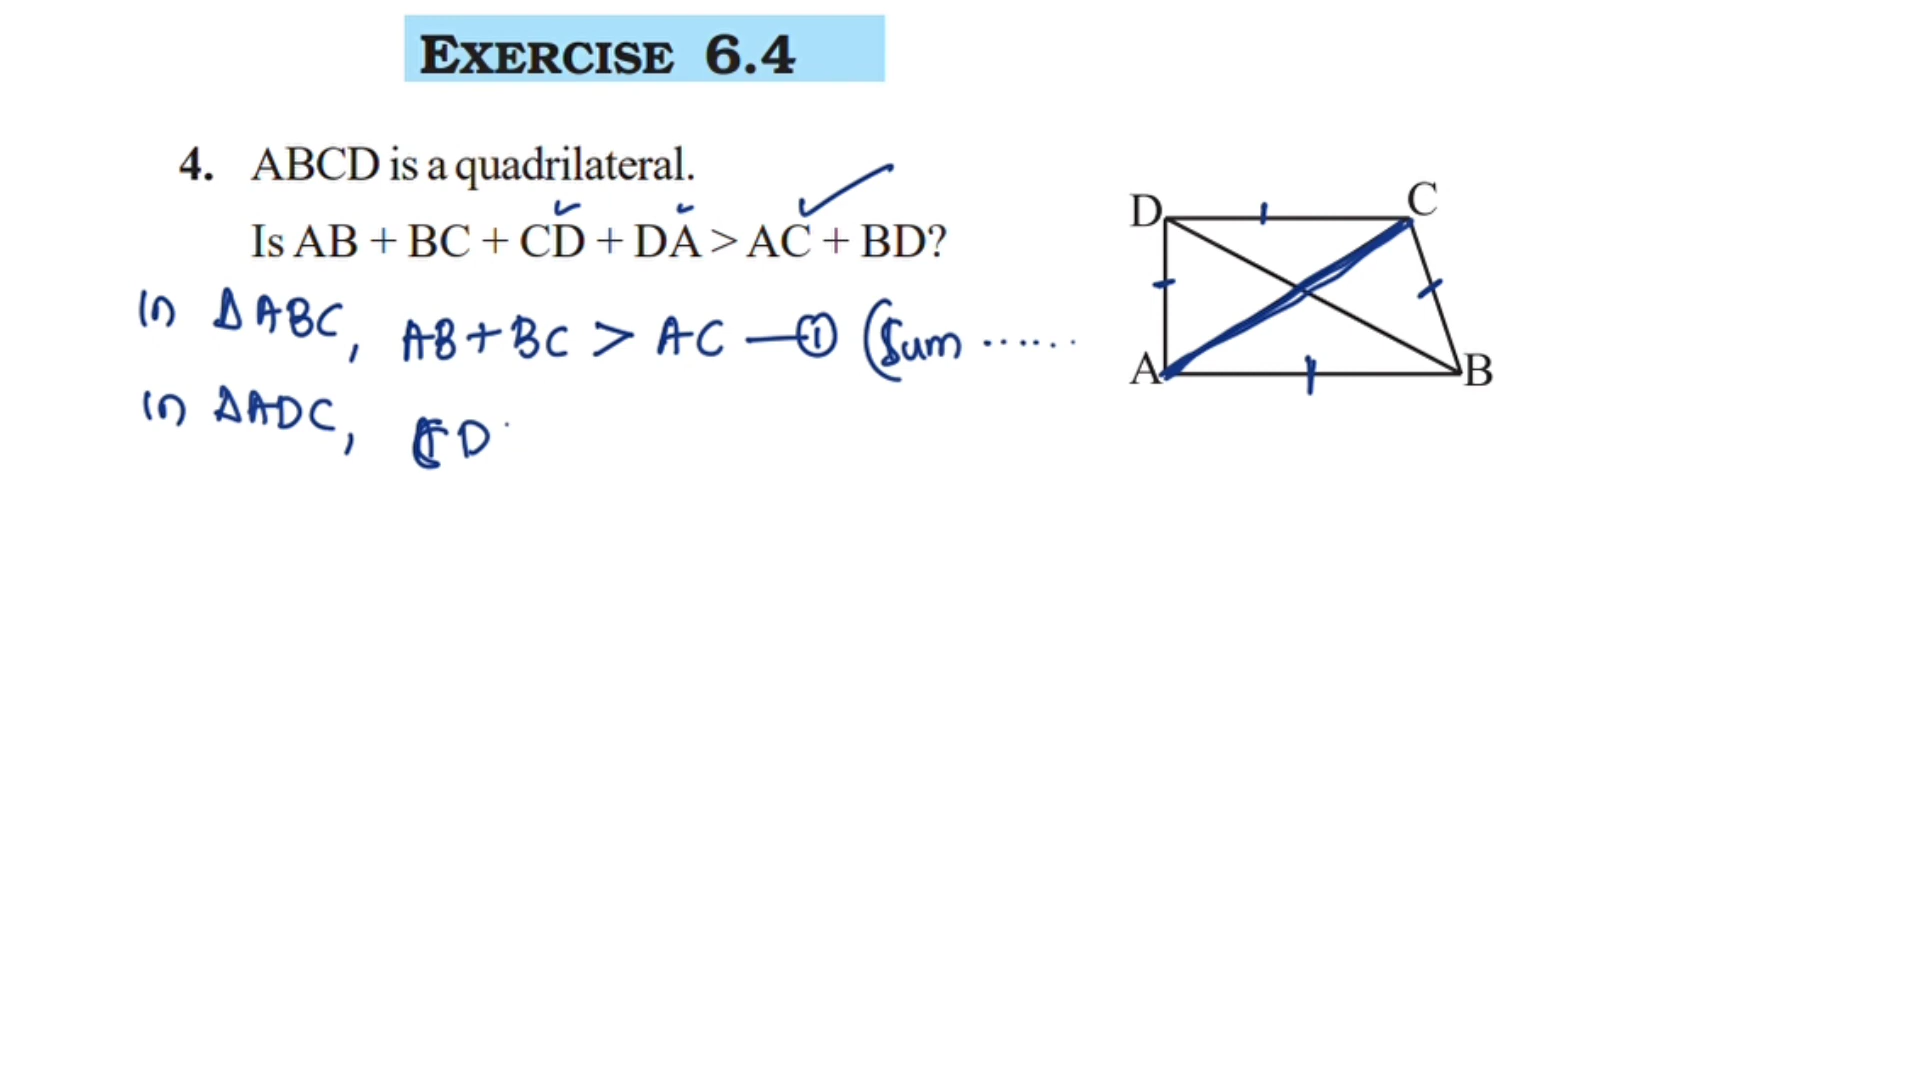 EXERCISE 6.4
4. ABCD is a quadrilateral.
Is AB + BC + CD + DA > AC + BD?
In ΔABC, AB+BC > AC —① (Sum ......
In ΔADC, CD
D C
A B